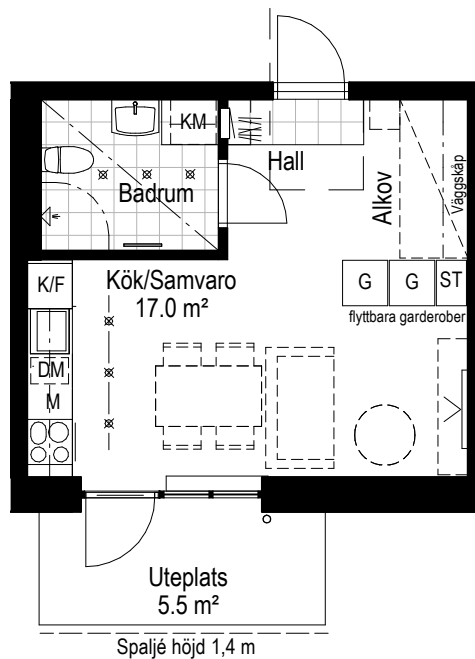 KM
Hall
Badrum
Alkov
Väggskåp
K/F
Kök/Samvaro
17.0 m²
G
G
ST
flyttbara garderober
DM
M
Uteplats
5.5 m²
Spaljé höjd 1,4 m